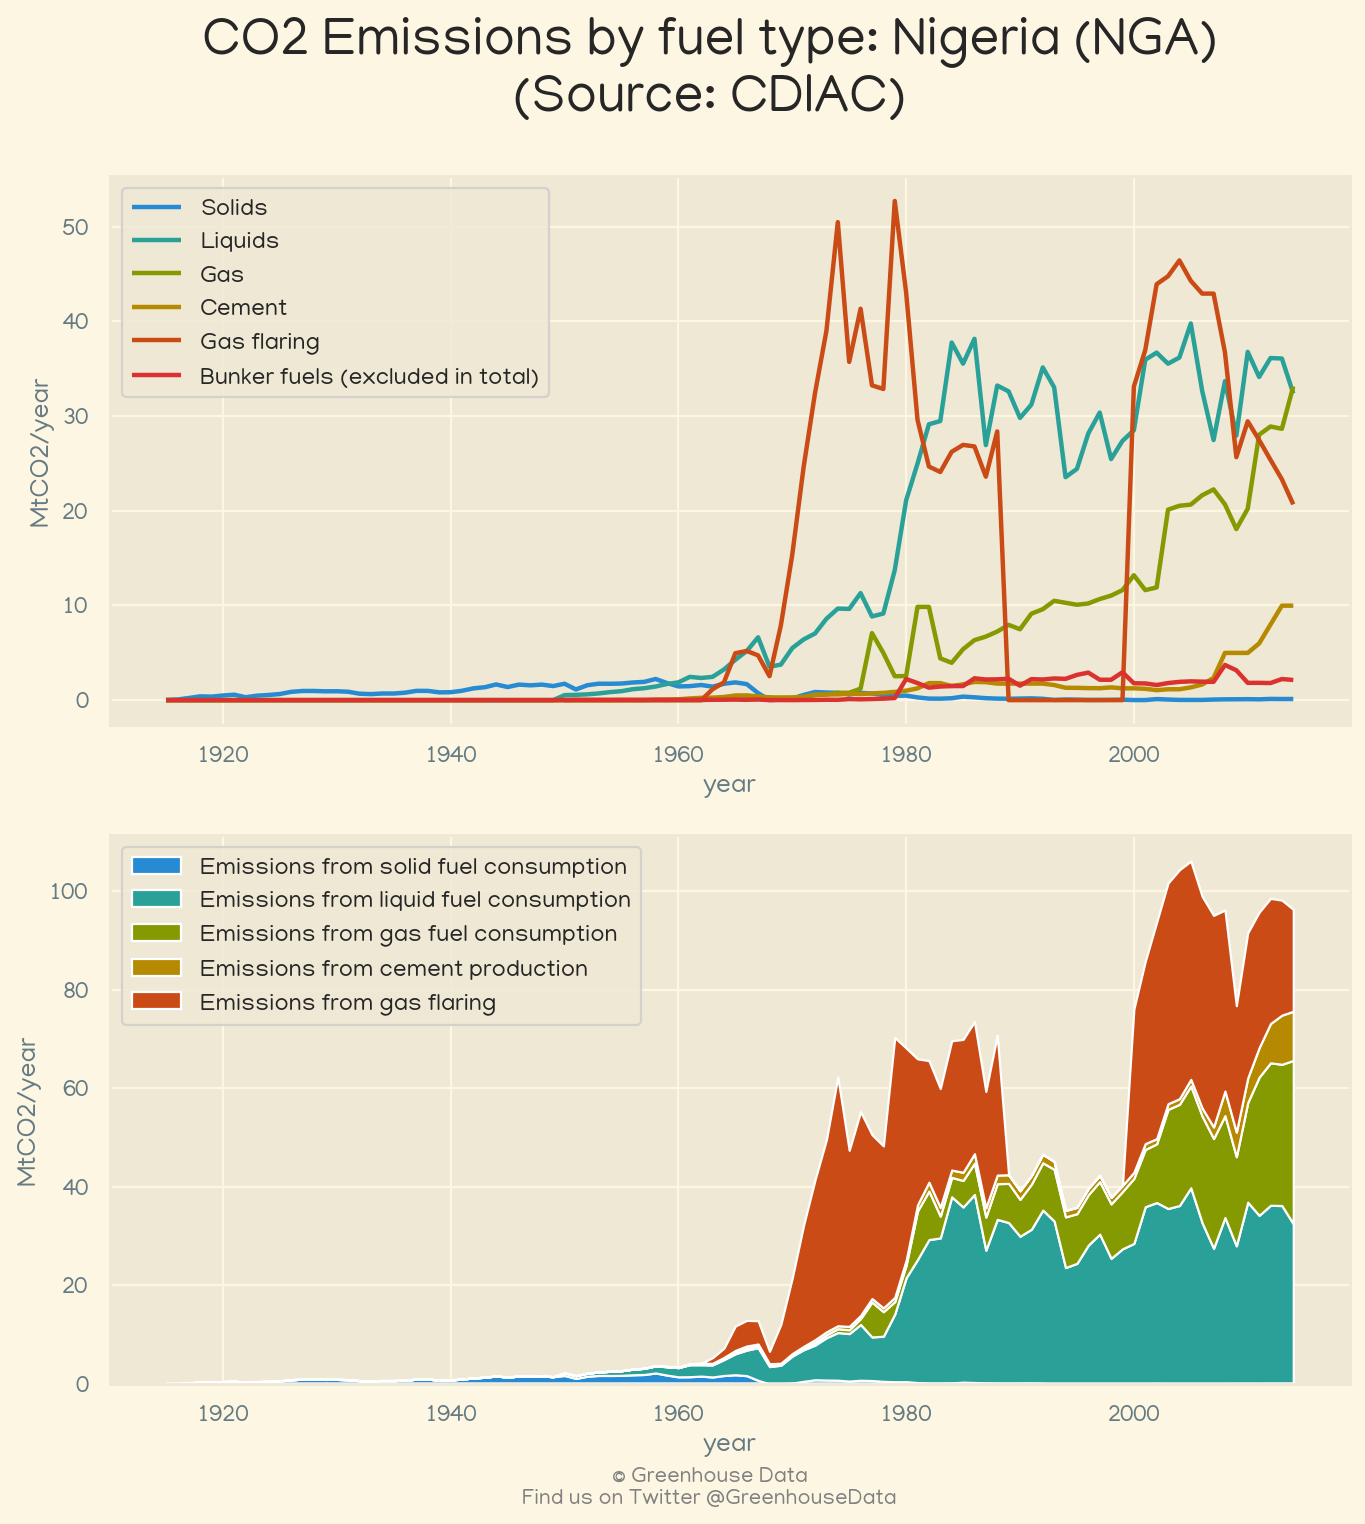 CO2 Emissions by fuel type: Nigeria (NGA)
(Source: CDIAC)
Solids
Liquids
Gas
Cement
Gas flaring
Bunker fuels (excluded in total)
50
40
30
20
10
0
MtCO2/year
1920 1940 1960 1980 2000
year
Emissions from solid fuel consumption
Emissions from liquid fuel consumption
Emissions from gas fuel consumption
Emissions from cement production
Emissions from gas flaring
100
80
60
40
20
0
MtCO2/year
1920 1940 1960 1980 2000
year
© Greenhouse Data
Find us on Twitter @GreenhouseData